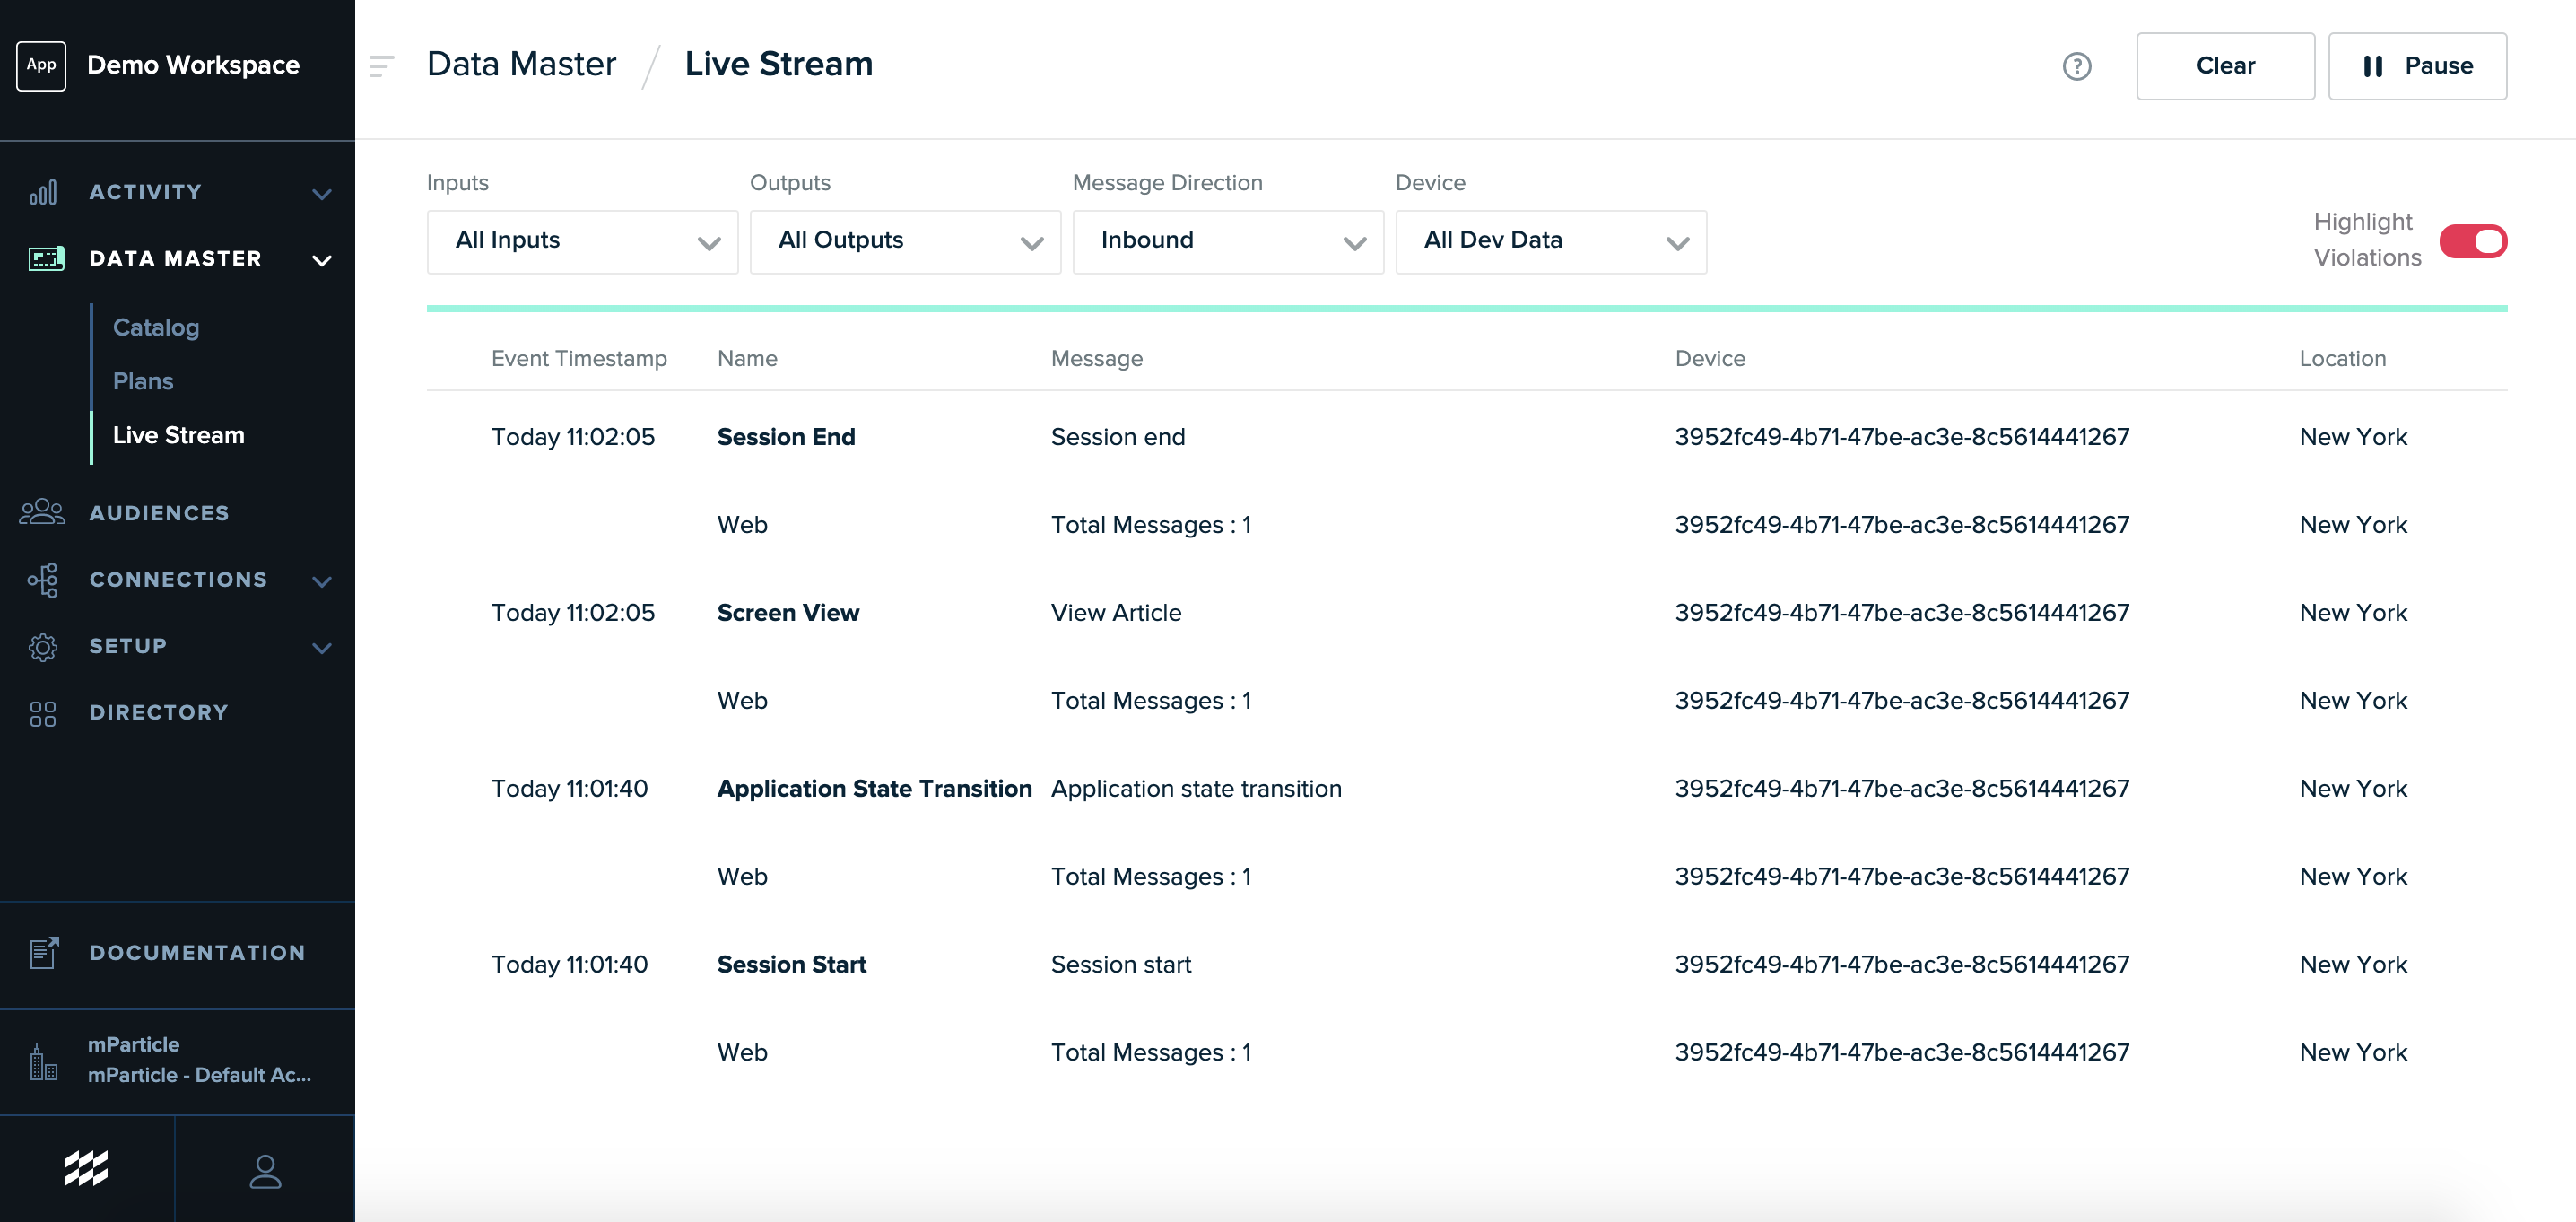 App
Demo Workspace
ACTIVITY
DATA MASTER
Catalog
Plans
Live Stream
AUDIENCES
CONNECTIONS
SETUP
DIRECTORY
DOCUMENTATION
mParticle
mParticle - Default Ac...
Data Master / Live Stream
?
Clear
Pause
Inputs Outputs Message Direction Device
All Inputs All Outputs Inbound All Dev Data
Highlight
Violations
Event Timestamp Name Message Device Location
Today 11:02:05 Session End Session end 3952fc49-4b71-47be-ac3e-8c5614441267 New York
Web Total Messages : 1 3952fc49-4b71-47be-ac3e-8c5614441267 New York
Today 11:02:05 Screen View View Article 3952fc49-4b71-47be-ac3e-8c5614441267 New York
Web Total Messages : 1 3952fc49-4b71-47be-ac3e-8c5614441267 New York
Today 11:01:40 Application State Transition Application state transition 3952fc49-4b71-47be-ac3e-8c5614441267 New York
Web Total Messages : 1 3952fc49-4b71-47be-ac3e-8c5614441267 New York
Today 11:01:40 Session Start Session start 3952fc49-4b71-47be-ac3e-8c5614441267 New York
Web Total Messages : 1 3952fc49-4b71-47be-ac3e-8c5614441267 New York